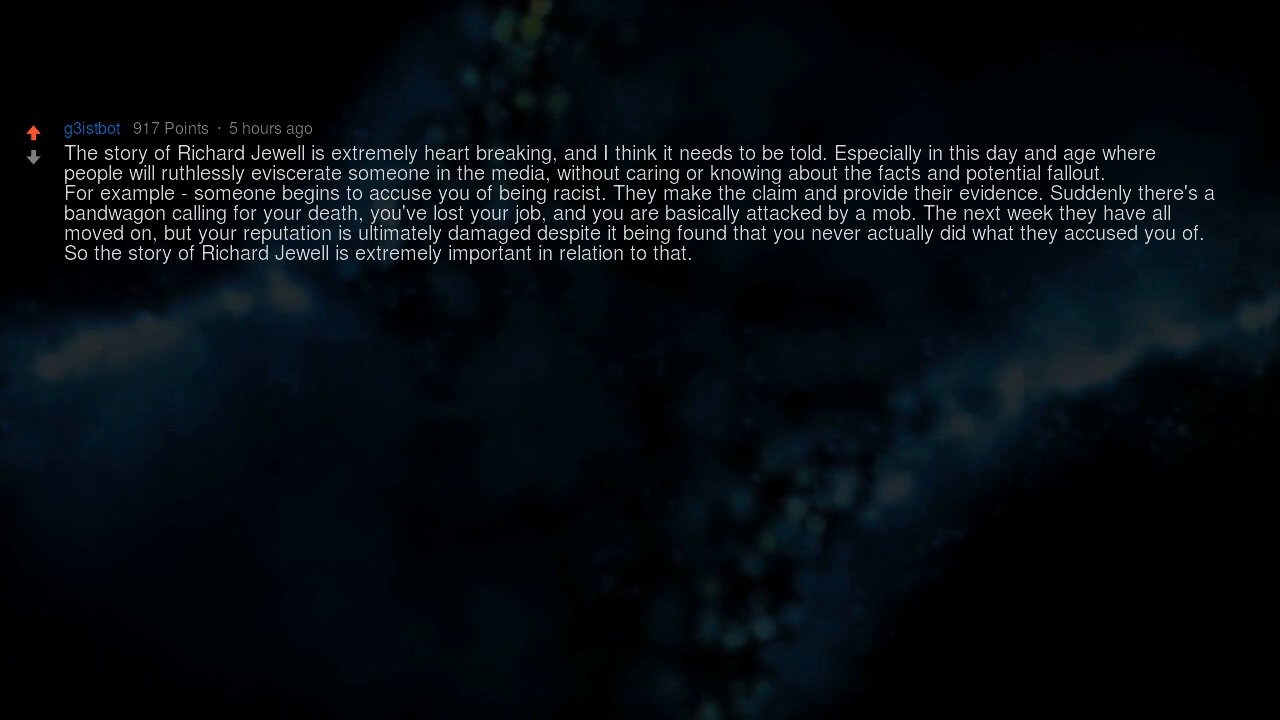 g3istbot 917 Points · 5 hours ago
The story of Richard Jewell is extremely heart breaking, and I think it needs to be told. Especially in this day and age where
people will ruthlessly eviscerate someone in the media, without caring or knowing about the facts and potential fallout.
For example - someone begins to accuse you of being racist. They make the claim and provide their evidence. Suddenly there's a
bandwagon calling for your death, you've lost your job, and you are basically attacked by a mob. The next week they have all
moved on, but your reputation is ultimately damaged despite it being found that you never actually did what they accused you of.
So the story of Richard Jewell is extremely important in relation to that.